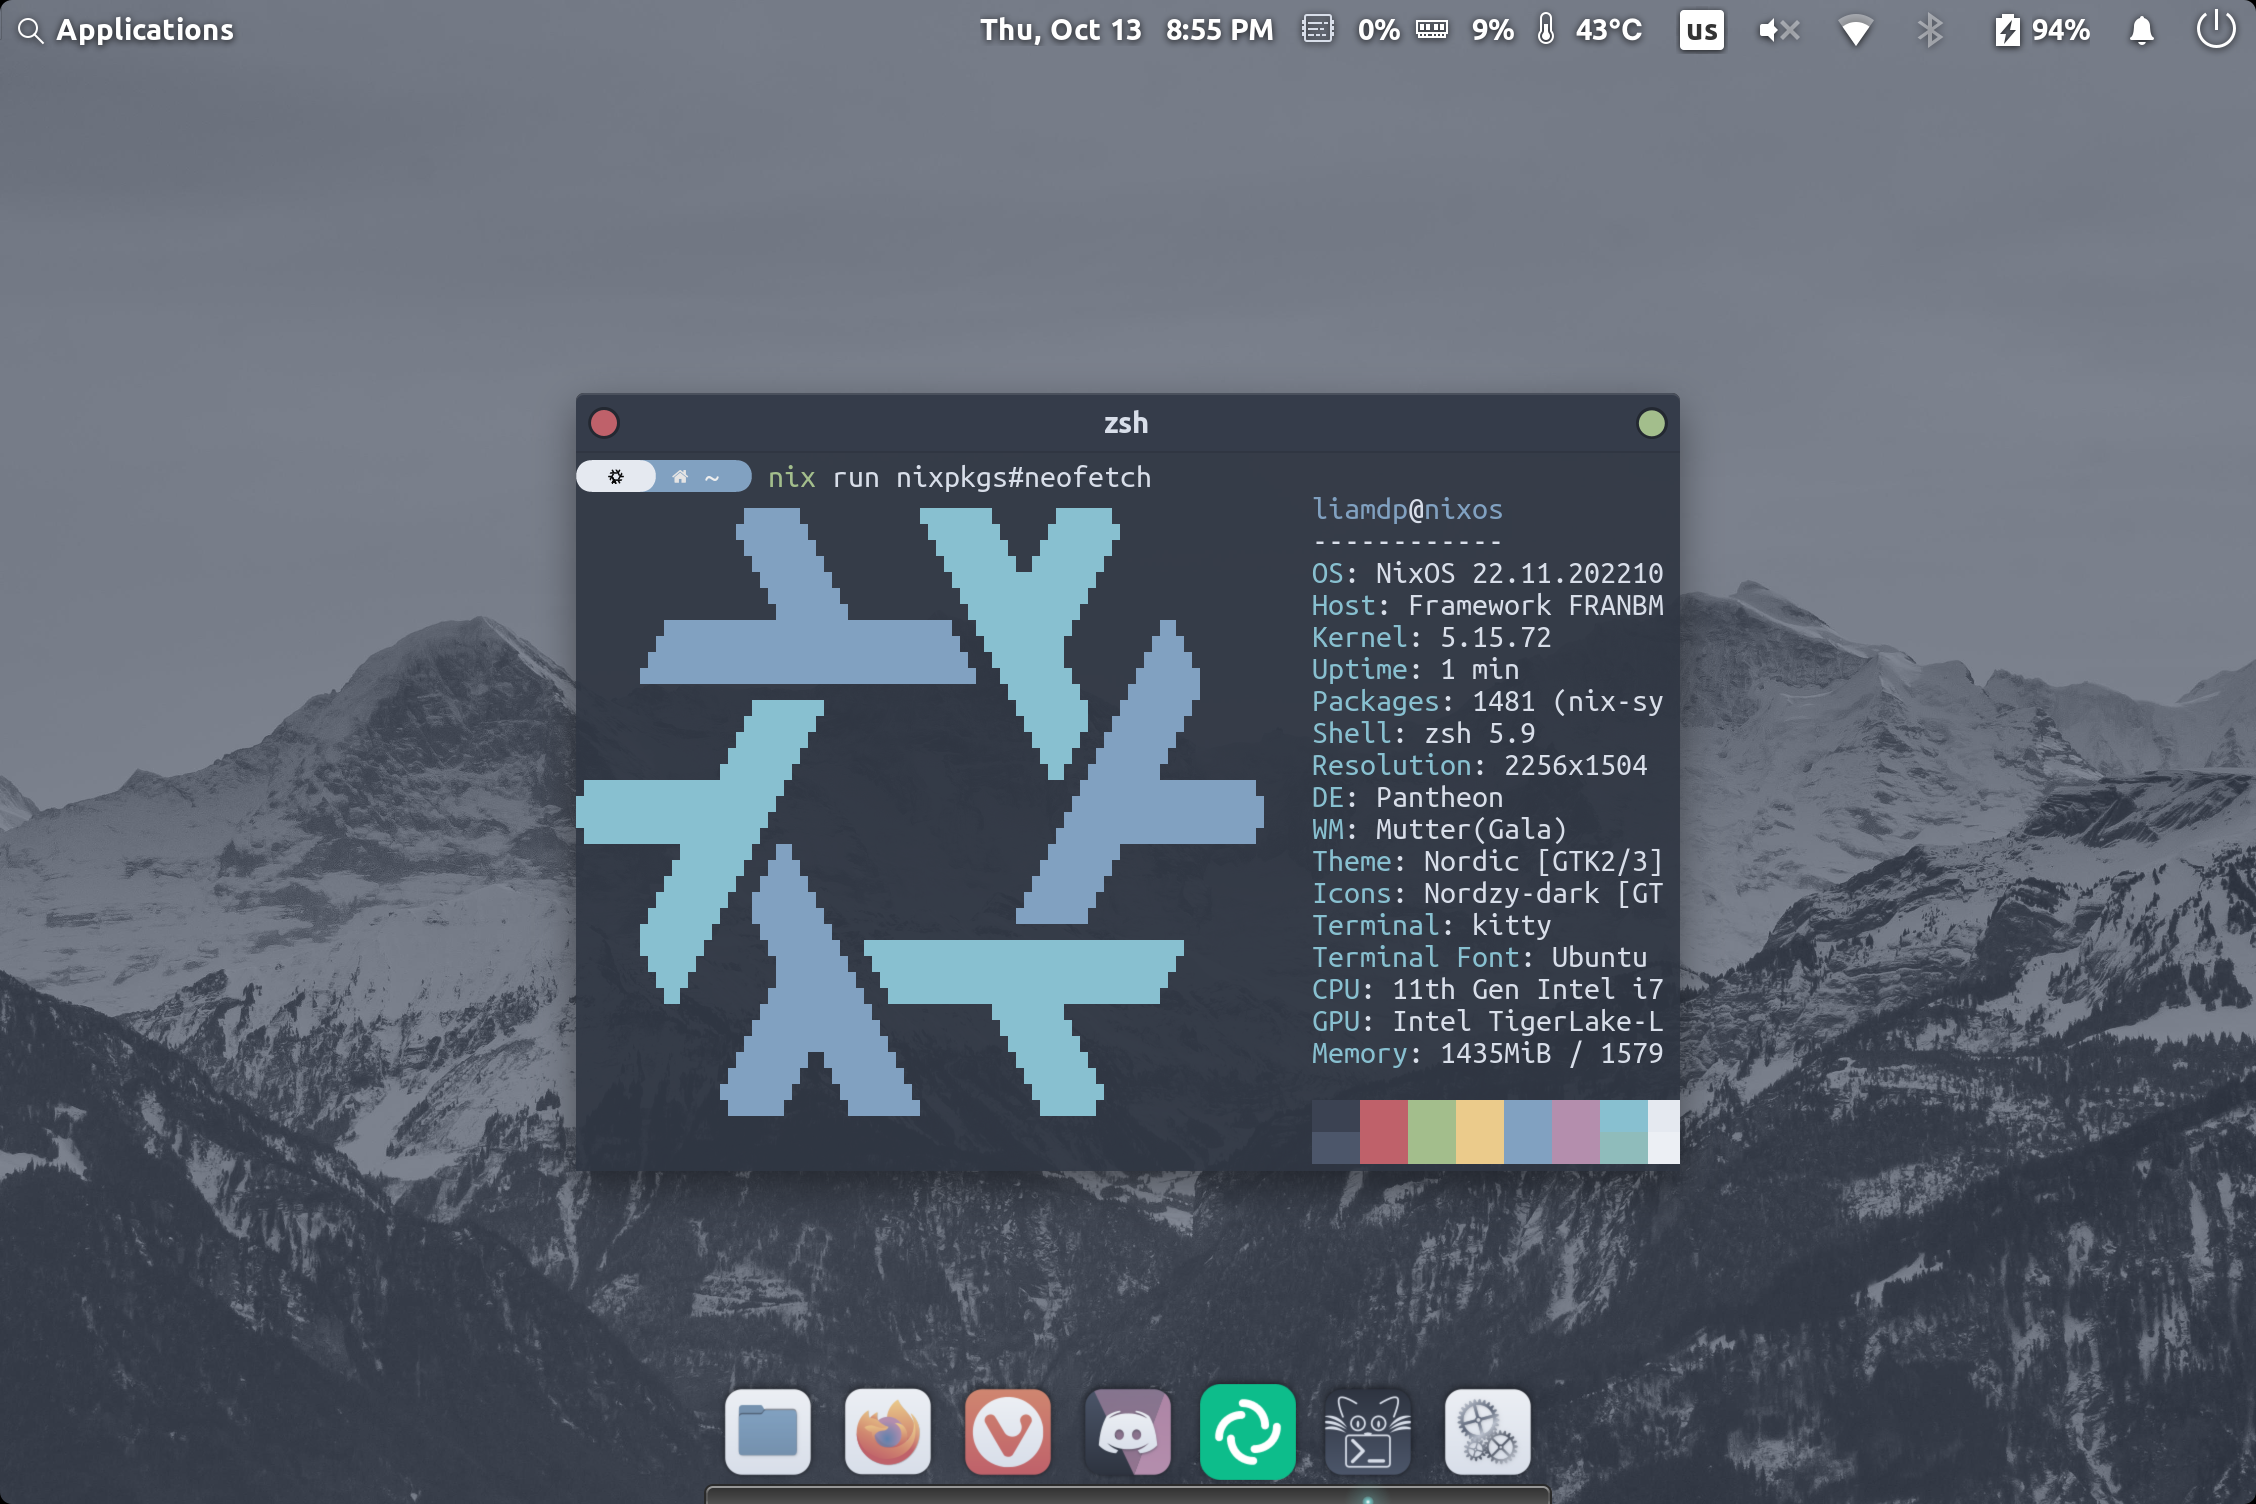 Applications
Thu, Oct 13 8:55 PM 0% 9% 43°C us 94%
zsh
~ nix run nixpkgs#neofetch
liamdp@nixos
------------
OS: NixOS 22.11.202210
Host: Framework FRANBM
Kernel: 5.15.72
Uptime: 1 min
Packages: 1481 (nix-sy
Shell: zsh 5.9
Resolution: 2256x1504
DE: Pantheon
WM: Mutter(Gala)
Theme: Nordic [GTK2/3]
Icons: Nordzy-dark [GT
Terminal: kitty
Terminal Font: Ubuntu
CPU: 11th Gen Intel i7
GPU: Intel TigerLake-L
Memory: 1435MiB / 1579